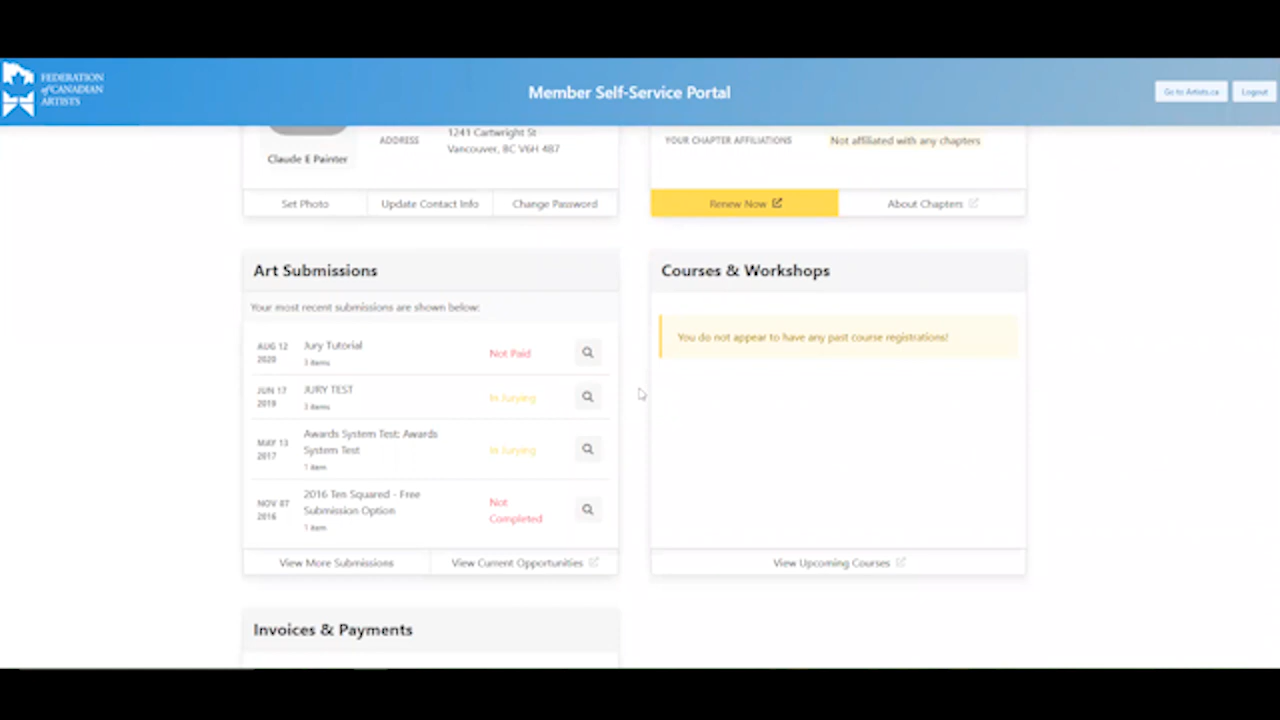 FEDERATION
of CANADIAN
ARTISTS
Member Self-Service Portal
Go to Artists.ca
Logout
Claude E Painter
ADDRESS
1241 Cartwright St
Vancouver, BC V6H 4B7
Set Photo
Update Contact Info
Change Password
YOUR CHAPTER AFFILIATIONS
Not affiliated with any chapters
Renew Now
About Chapters
Art Submissions
Your most recent submissions are shown below:
AUG 12
2020
Jury Tutorial
3 items
Not Paid
JUN 17
2019
JURY TEST
3 items
In Jurying
MAY 13
2017
Awards System Test: Awards
System Test
1 item
In Jurying
NOV 07
2016
2016 Ten Squared - Free
Submission Option
1 item
Not
Completed
View More Submissions
View Current Opportunities
Courses & Workshops
You do not appear to have any past course registrations!
View Upcoming Courses
Invoices & Payments